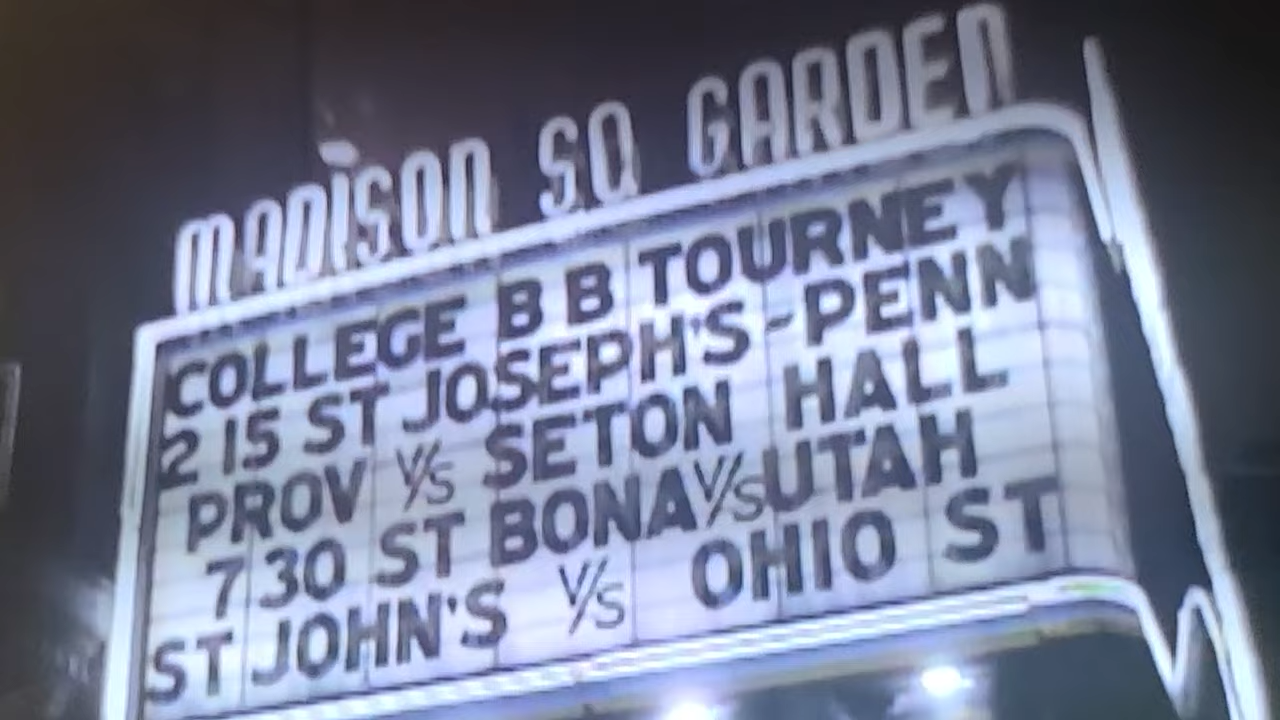 MADISON SQ GARDEN
COLLEGE B B TOURNEY
2 15 ST JOSEPH'S-PENN
PROV V/S SETON HALL
7 30 ST BONA V/S UTAH
ST JOHN'S V/S OHIO ST